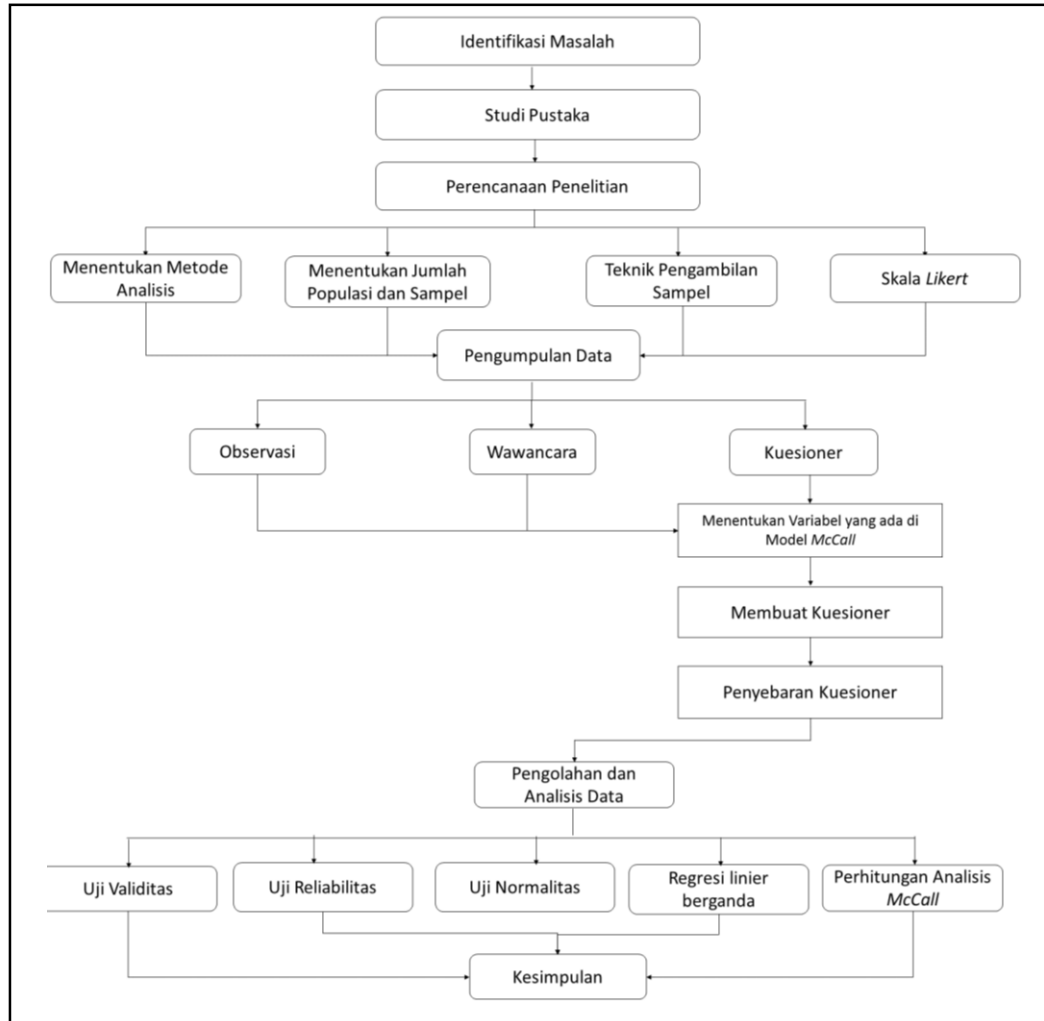 Identifikasi Masalah
Studi Pustaka
Perencanaan Penelitian
Menentukan Metode
Analisis
Menentukan Jumlah
Populasi dan Sampel
Teknik Pengambilan
Sampel
Skala Likert
Pengumpulan Data
Observasi
Wawancara
Kuesioner
Menentukan Variabel yang ada di
Model McCall
Membuat Kuesioner
Penyebaran Kuesioner
Pengolahan dan
Analisis Data
Uji Validitas
Uji Reliabilitas
Uji Normalitas
Regresi linier
berganda
Perhitungan Analisis
McCall
Kesimpulan